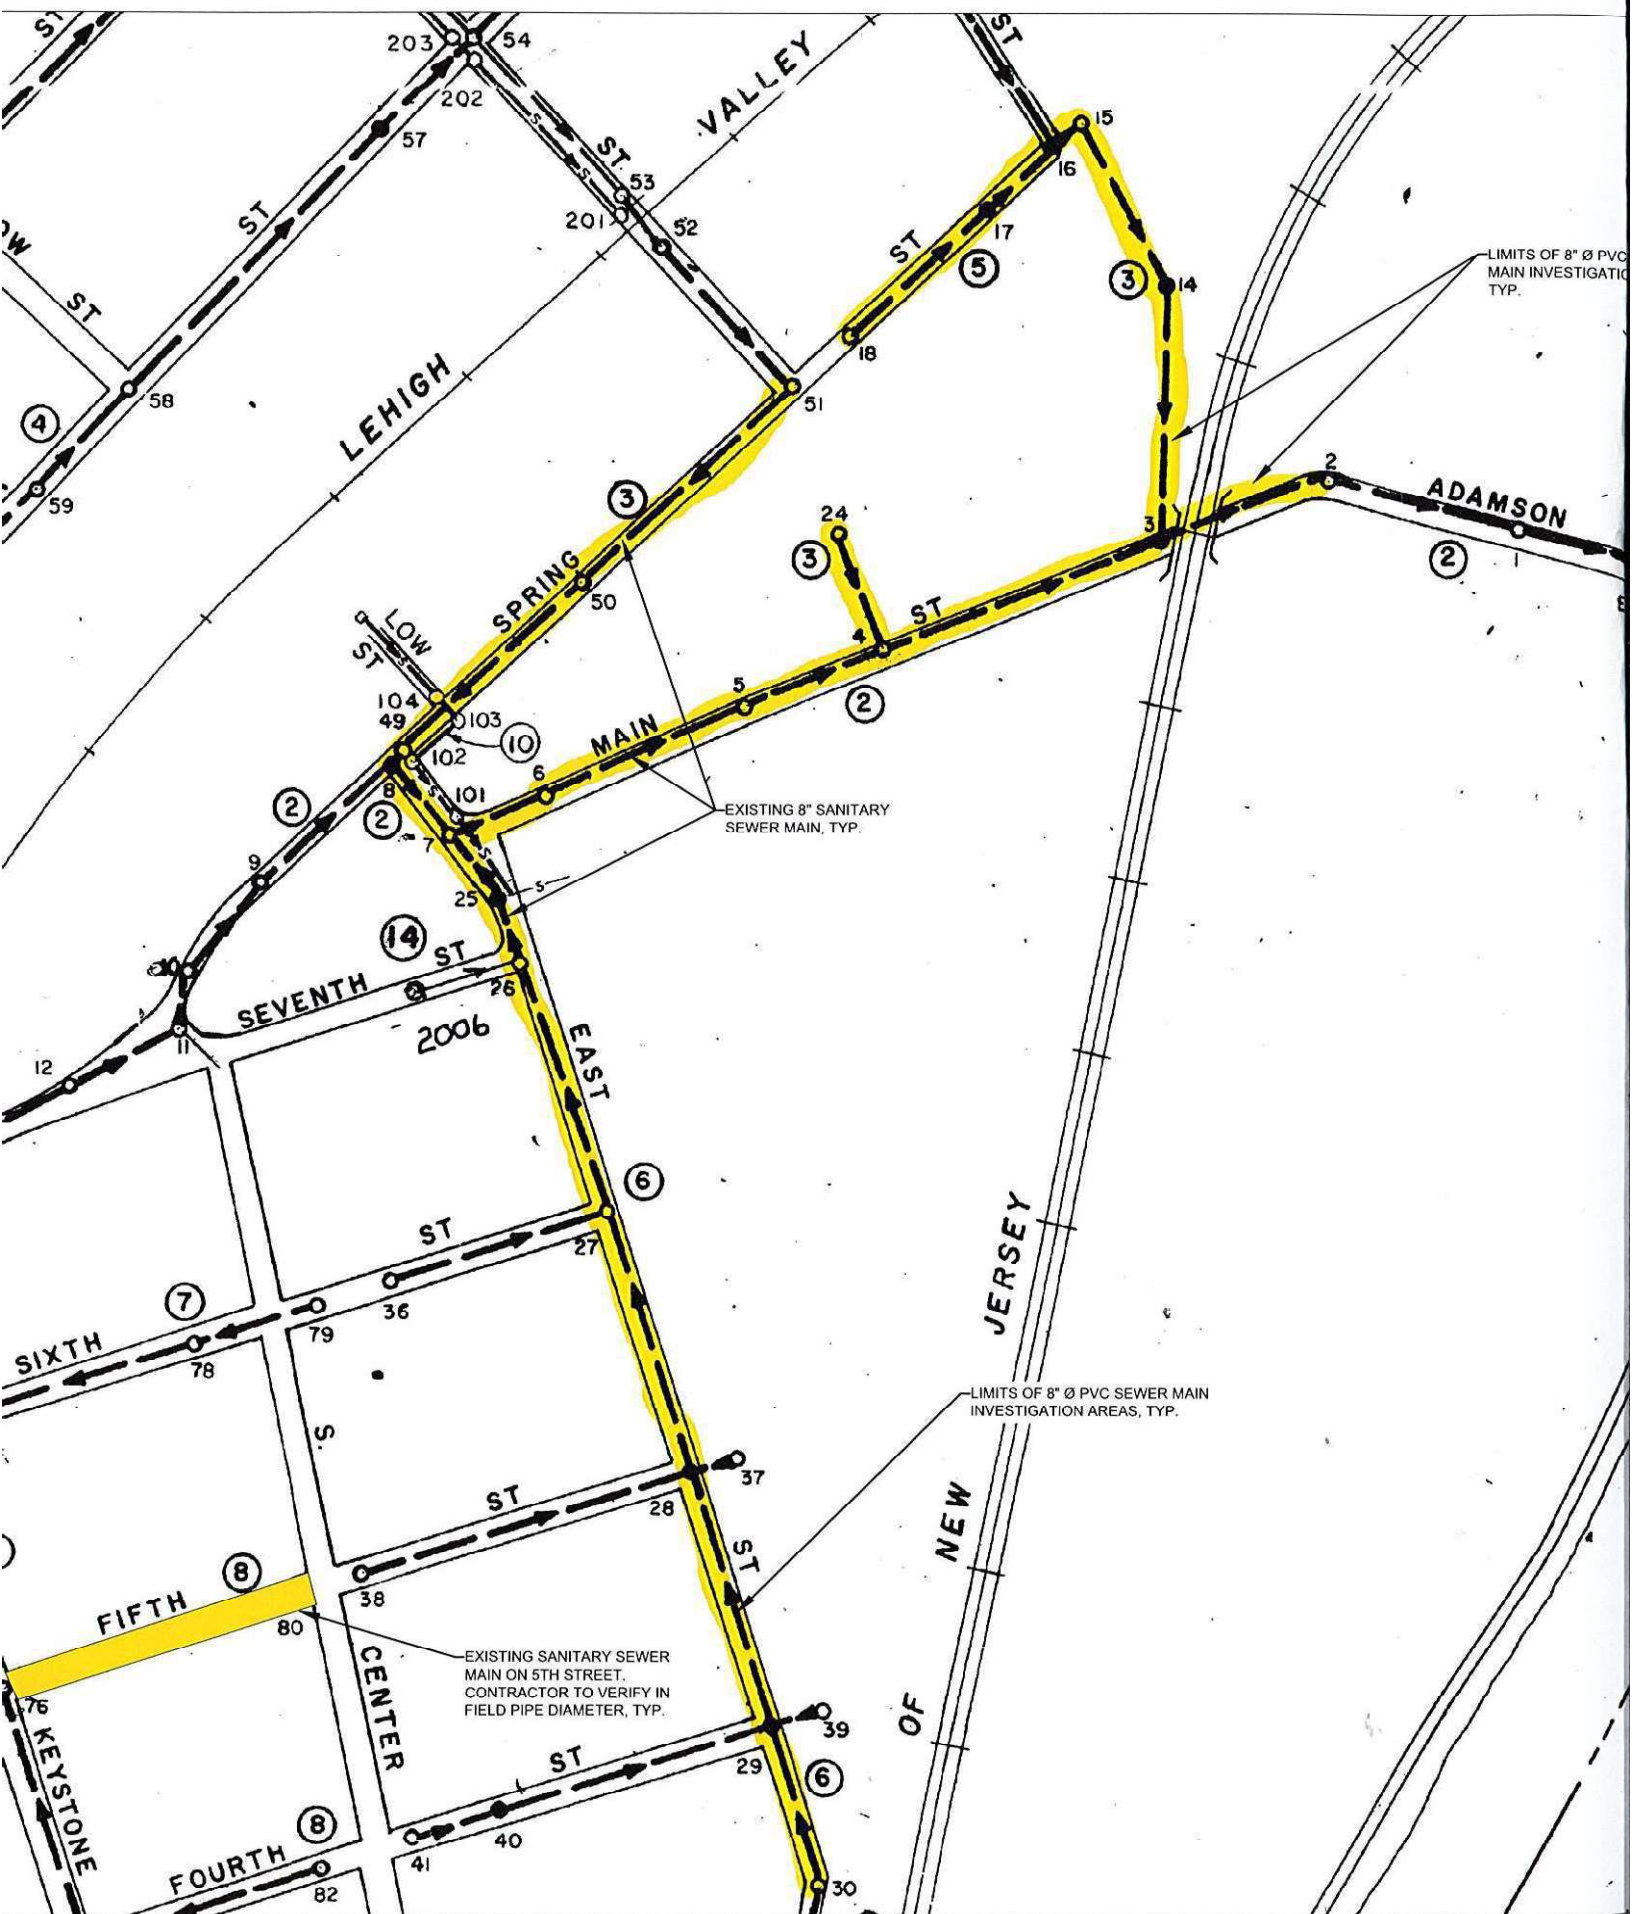 ST
203
54
202
ST
VALLEY
57
ST
53
201
52
ST
15
16
17
ST
5
3
14
LIMITS OF 8" Ø PVC
TYP.
18
ST
58
4
59
LEHIGH
51
3
SPRING
50
24
3
ST
4
3
2
ADAMSON
2
1
LOW
ST
104
49
103
10
102
5
2
MAIN
6
101
8
2
2
7
EXISTING 8" SANITARY
SEWER MAIN, TYP.
9
25
S
14
ST
SEVENTH
26
2006
11
12
EAST
6
ST
27
36
7
79
SIXTH
78
JERSEY
LIMITS OF 8" Ø PVC SEWER MAIN
INVESTIGATION AREAS, TYP.
S.
37
ST
28
NEW
ST
8
38
FIFTH
80
EXISTING SANITARY SEWER
MAIN ON 5TH STREET.
CONTRACTOR TO VERIFY IN
FIELD PIPE DIAMETER, TYP.
CENTER
76
KEYSTONE
OF
39
ST
29
6
40
8
41
FOURTH
82
30